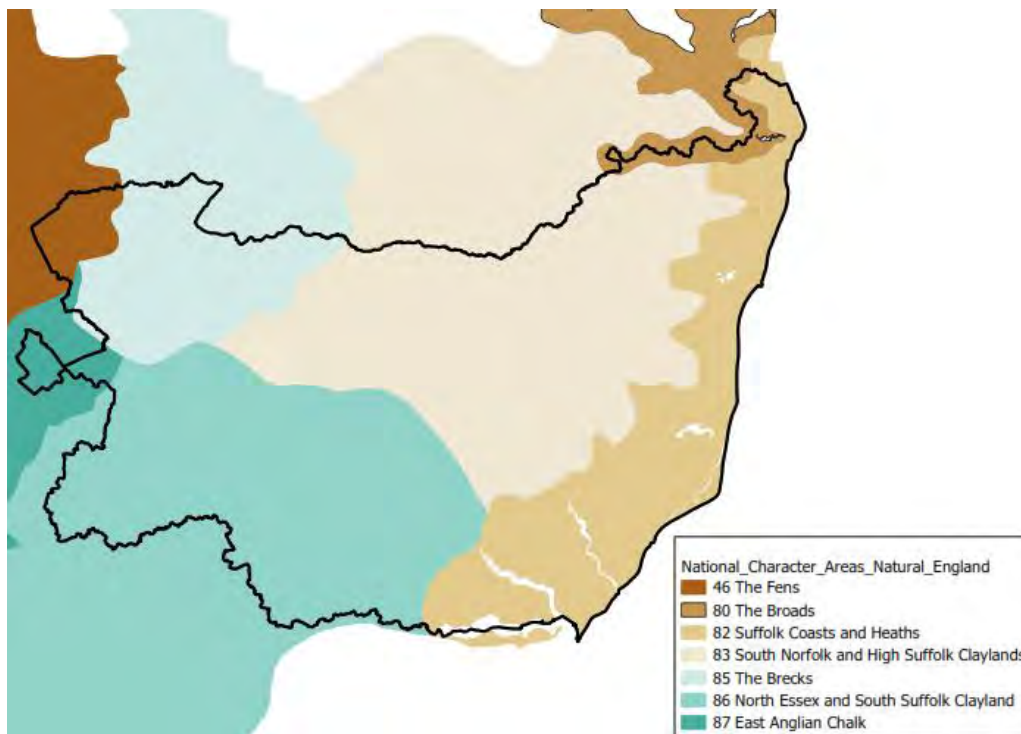 National_Character_Areas_Natural_England
46 The Fens
80 The Broads
82 Suffolk Coasts and Heaths
83 South Norfolk and High Suffolk Claylands
85 The Brecks
86 North Essex and South Suffolk Clayland
87 East Anglian Chalk